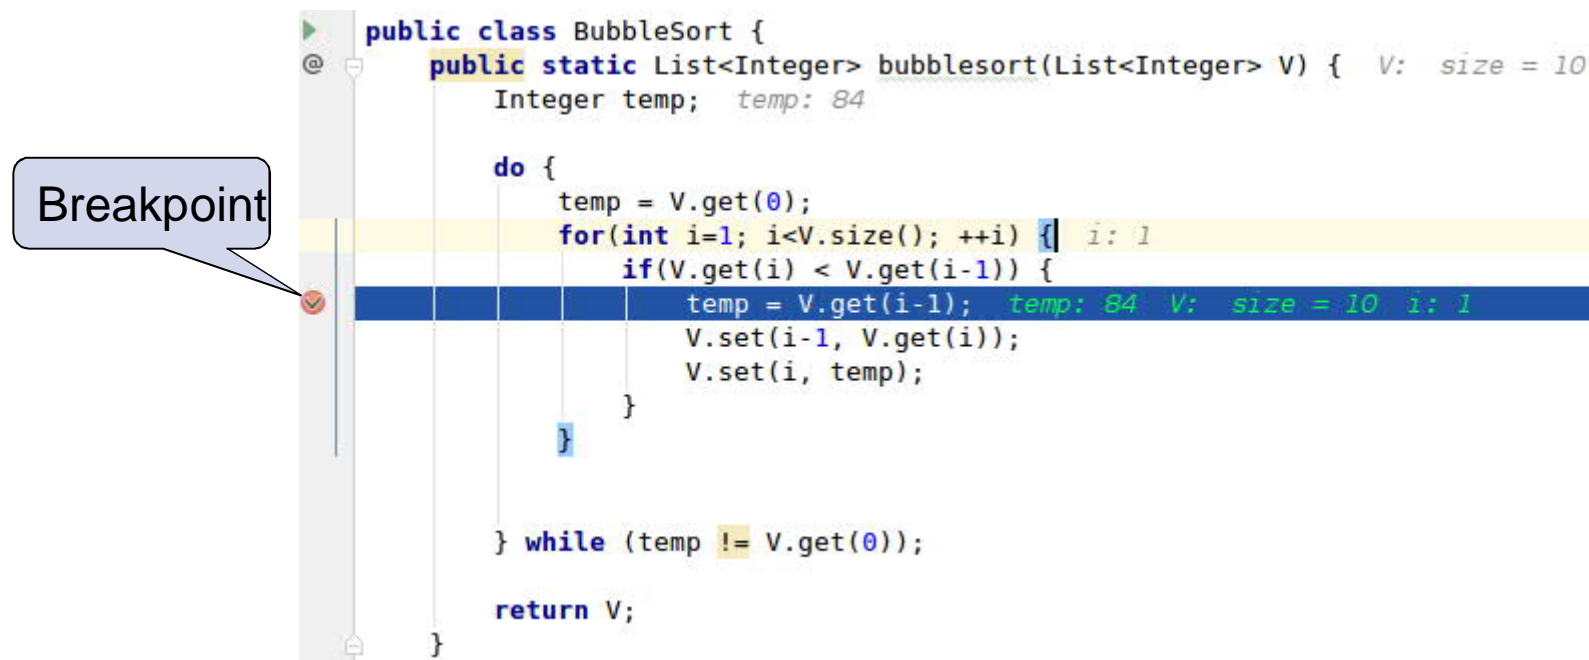 public class BubbleSort {
@ public static List<Integer> bubblesort(List<Integer> V) { V: size = 10
Integer temp; temp: 84
do {
Breakpoint
temp = V.get(0);
for(int i=1; i<V.size(); ++i) { i: 1
if(V.get(i) < V.get(i-1)) {
temp = V.get(i-1); temp: 84 V: size = 10 i: 1
V.set(i-1, V.get(i));
V.set(i, temp);
}
}
} while (temp != V.get(0));
return V;
}